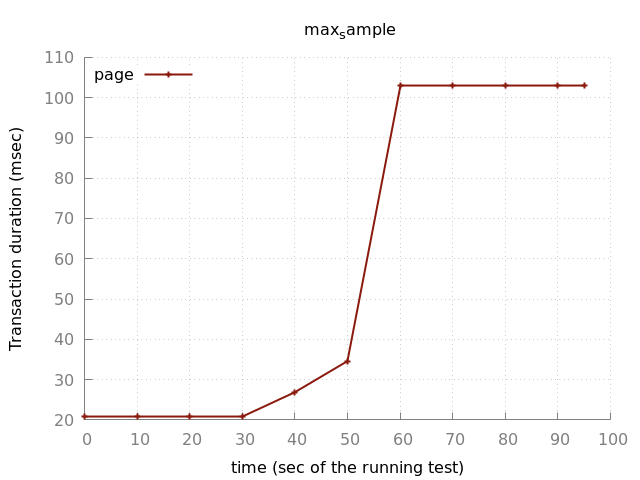 max_sample
page
110
100
90
80
70
60
50
40
30
20
Transaction duration (msec)
0 10 20 30 40 50 60 70 80 90 100
time (sec of the running test)